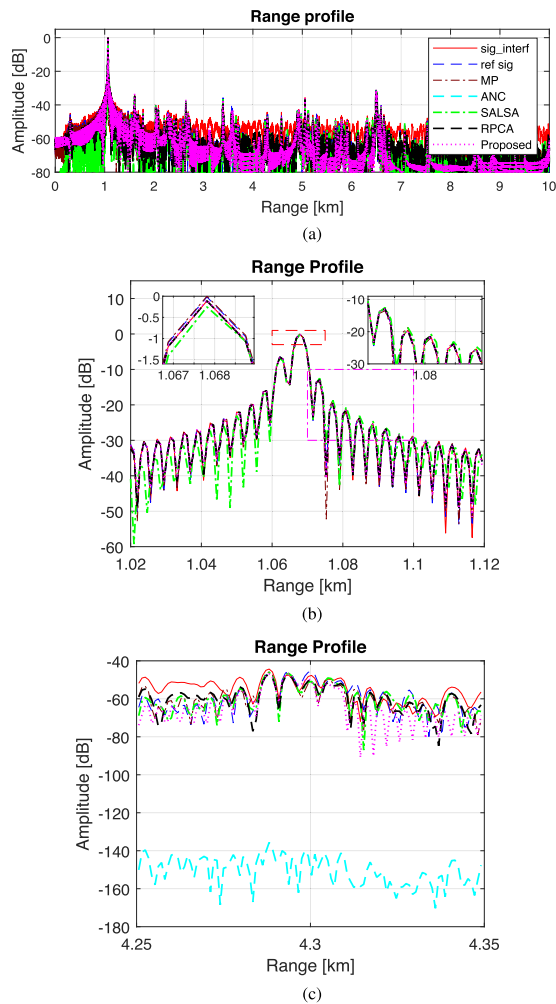 Range profile
Amplitude [dB]
0
-20
-40
-60
-80
sig_interf
ref sig
MP
ANC
SALSA
RPCA
Proposed
0 1 2 3 4 5 6 7 8 9 10
Range [km]
(a)
Range Profile
Amplitude [dB]
10
0
-10
-20
-30
-40
-50
-60
0
-0.5
-1
-1.5
1.067 1.068
-10
-20
-30
1.08
1.02 1.04 1.06 1.08 1.1 1.12
Range [km]
(b)
Range Profile
Amplitude [dB]
-40
-60
-80
-100
-120
-140
-160
-180
4.25 4.3 4.35
Range [km]
(c)